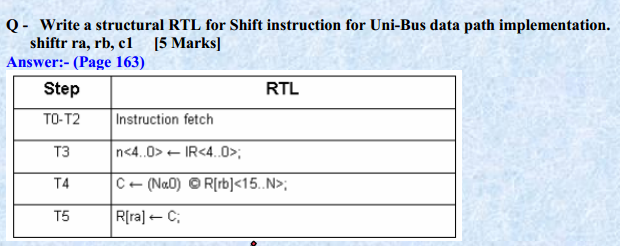 Q - Write a structural RTL for Shift instruction for Uni-Bus data path implementation.
shiftr ra, rb, c1 [5 Marks]
Answer:- (Page 163)
Step RTL
T0-T2 Instruction fetch
T3 n<4..0> ← IR<4..0>;
T4 C ← (Nα0) © R[rb]<15..N>;
T5 R[ra] ← C;